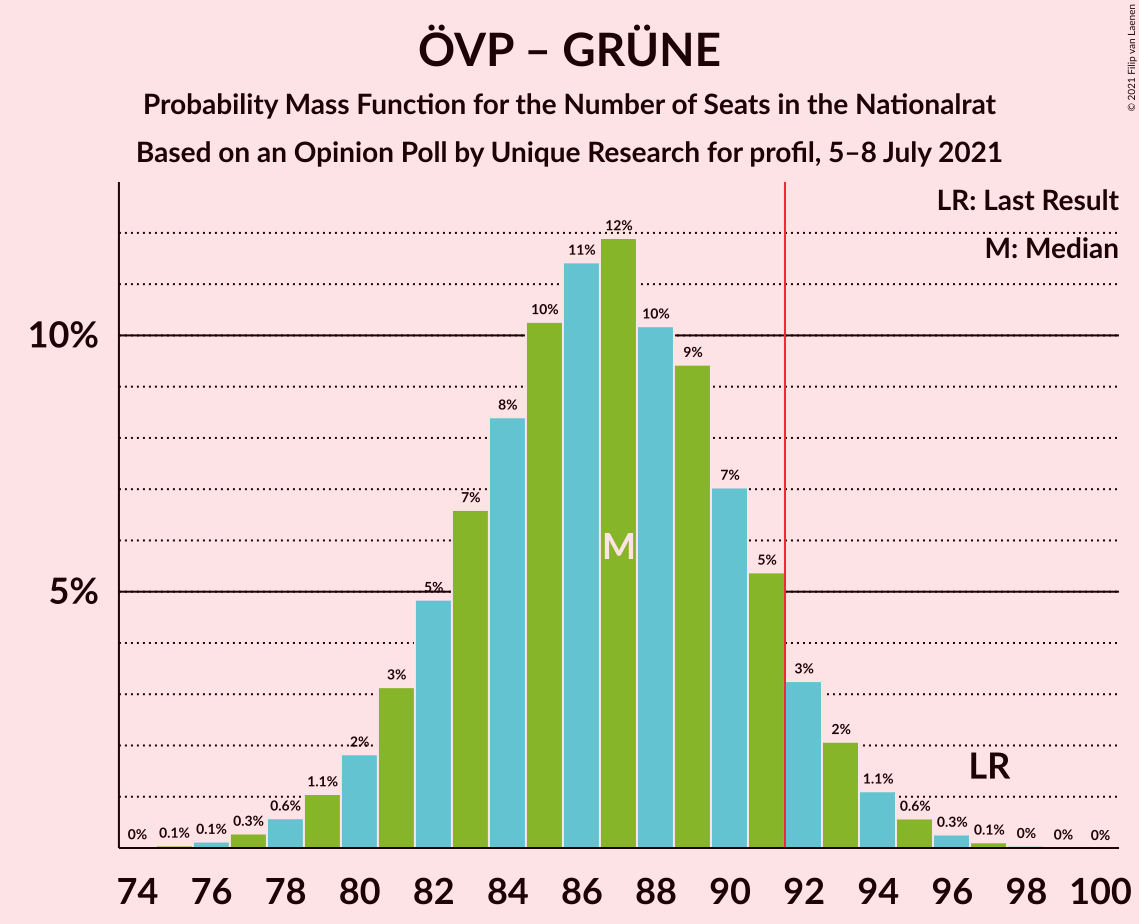 ÖVP – GRÜNE
Probability Mass Function for the Number of Seats in the Nationalrat
Based on an Opinion Poll by Unique Research for profil, 5–8 July 2021
© 2021 Filip van Laenen
LR: Last Result
M: Median
10%
5%
0% 0.1% 0.1% 0.3% 0.6% 1.1% 2% 3% 5% 7% 8% 10% 11% 12% 10% 9% 7% 5% 3% 2% 1.1% 0.6% 0.3% 0.1% 0% 0% 0%
M
LR
74 76 78 80 82 84 86 88 90 92 94 96 98 100